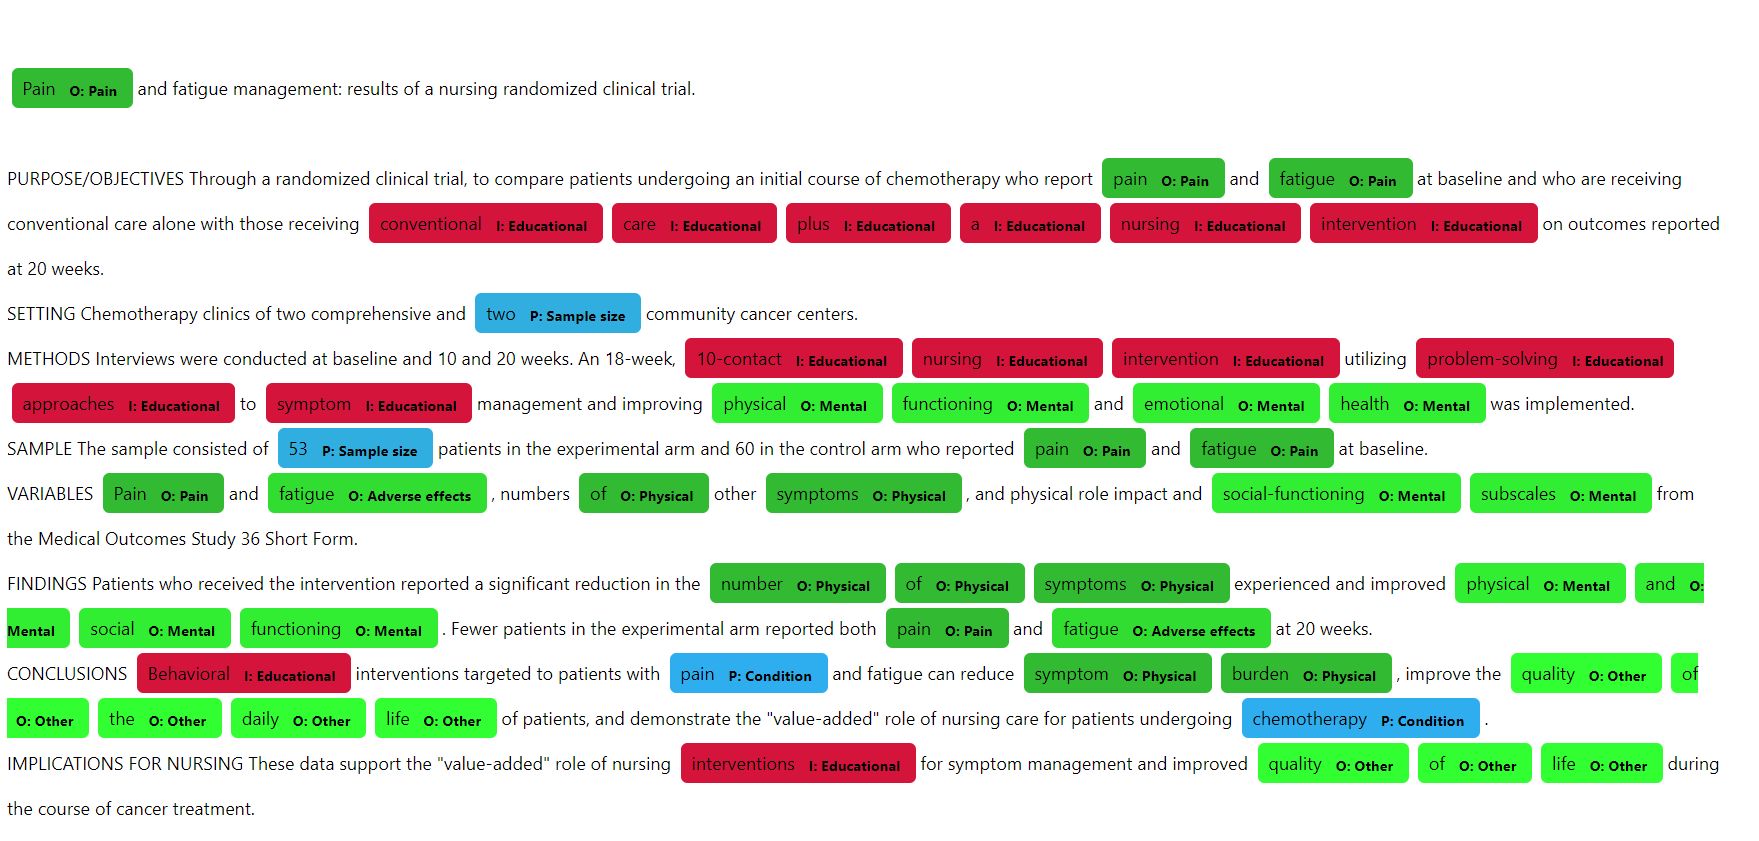 Pain O: Pain and fatigue management: results of a nursing randomized clinical trial.
PURPOSE/OBJECTIVES Through a randomized clinical trial, to compare patients undergoing an initial course of chemotherapy who report pain O: Pain and fatigue O: Pain at baseline and who are receiving
conventional care alone with those receiving conventional I: Educational care I: Educational plus I: Educational a I: Educational nursing I: Educational intervention I: Educational on outcomes reported
at 20 weeks.
SETTING Chemotherapy clinics of two comprehensive and two P: Sample size community cancer centers.
METHODS Interviews were conducted at baseline and 10 and 20 weeks. An 18-week, 10-contact I: Educational nursing I: Educational intervention I: Educational utilizing problem-solving I: Educational
approaches I: Educational to symptom I: Educational management and improving physical O: Mental functioning O: Mental and emotional O: Mental health O: Mental was implemented.
SAMPLE The sample consisted of 53 P: Sample size patients in the experimental arm and 60 in the control arm who reported pain O: Pain and fatigue O: Pain at baseline.
VARIABLES Pain O: Pain and fatigue O: Adverse effects , numbers of O: Physical other symptoms O: Physical , and physical role impact and social-functioning O: Mental subscales O: Mental from
the Medical Outcomes Study 36 Short Form.
FINDINGS Patients who received the intervention reported a significant reduction in the number O: Physical of O: Physical symptoms O: Physical experienced and improved physical O: Mental and O:
Mental social O: Mental functioning O: Mental . Fewer patients in the experimental arm reported both pain O: Pain and fatigue O: Adverse effects at 20 weeks.
CONCLUSIONS Behavioral I: Educational interventions targeted to patients with pain P: Condition and fatigue can reduce symptom O: Physical burden O: Physical , improve the quality O: Other of
O: Other the O: Other daily O: Other life O: Other of patients, and demonstrate the "value-added" role of nursing care for patients undergoing chemotherapy P: Condition .
IMPLICATIONS FOR NURSING These data support the "value-added" role of nursing interventions I: Educational for symptom management and improved quality O: Other of O: Other life O: Other during
the course of cancer treatment.